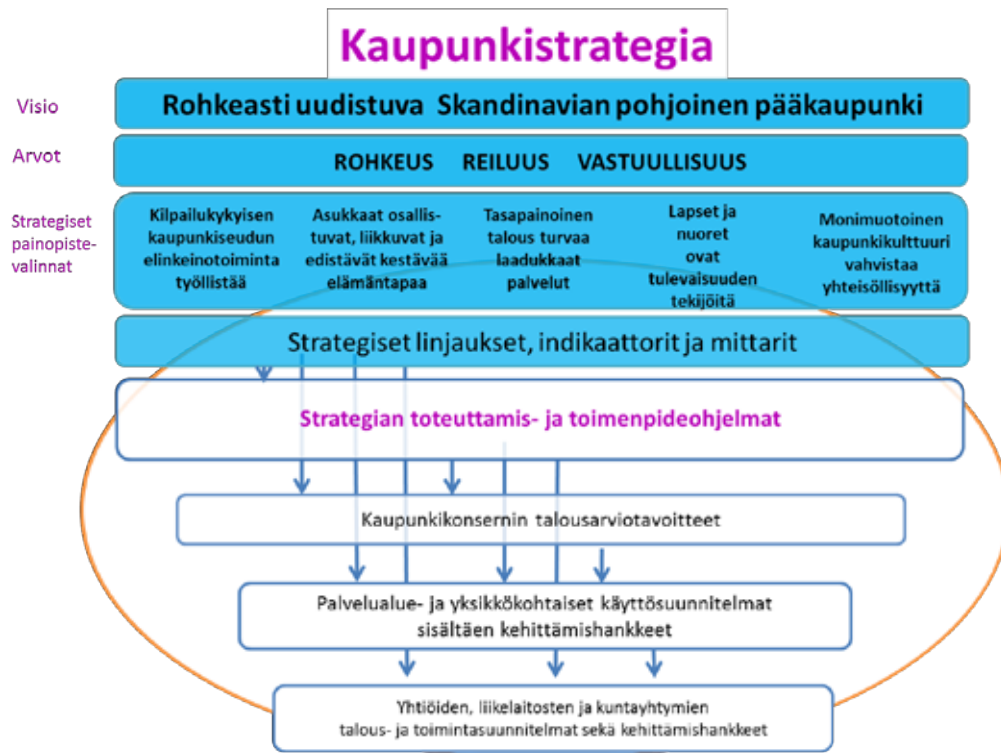 Kaupunkistrategia
Visio
Rohkeasti uudistuva Skandinavian pohjoinen pääkaupunki
Arvot
ROHKEUS REILUUS VASTUULLISUUS
Strategiset
painopiste-
valinnat
Kilpailukykyisen
kaupunkiseudun
elinkeinotoiminta
työllistää
Asukkaat osallis-
tuvat, liikkuvat ja
edistävät kestävää
elämäntapaa
Tasapainoinen
talous turvaa
laadukkaat
palvelut
Lapset ja
nuoret
ovat
tulevaisuuden
tekijöitä
Monimuotoinen
kaupunkikulttuuri
vahvistaa
yhteisöllisyyttä
Strategiset linjaukset, indikaattorit ja mittarit
Strategian toteuttamis- ja toimenpideohjelmat
Kaupunkikonsernin talousarviotavoitteet
Palvelualue- ja yksikkökohtaiset käyttösuunnitelmat
sisältäen kehittämishankkeet
Yhtiöiden, liikelaitosten ja kuntayhtymien
talous- ja toimintasuunnitelmat sekä kehittämishankkeet